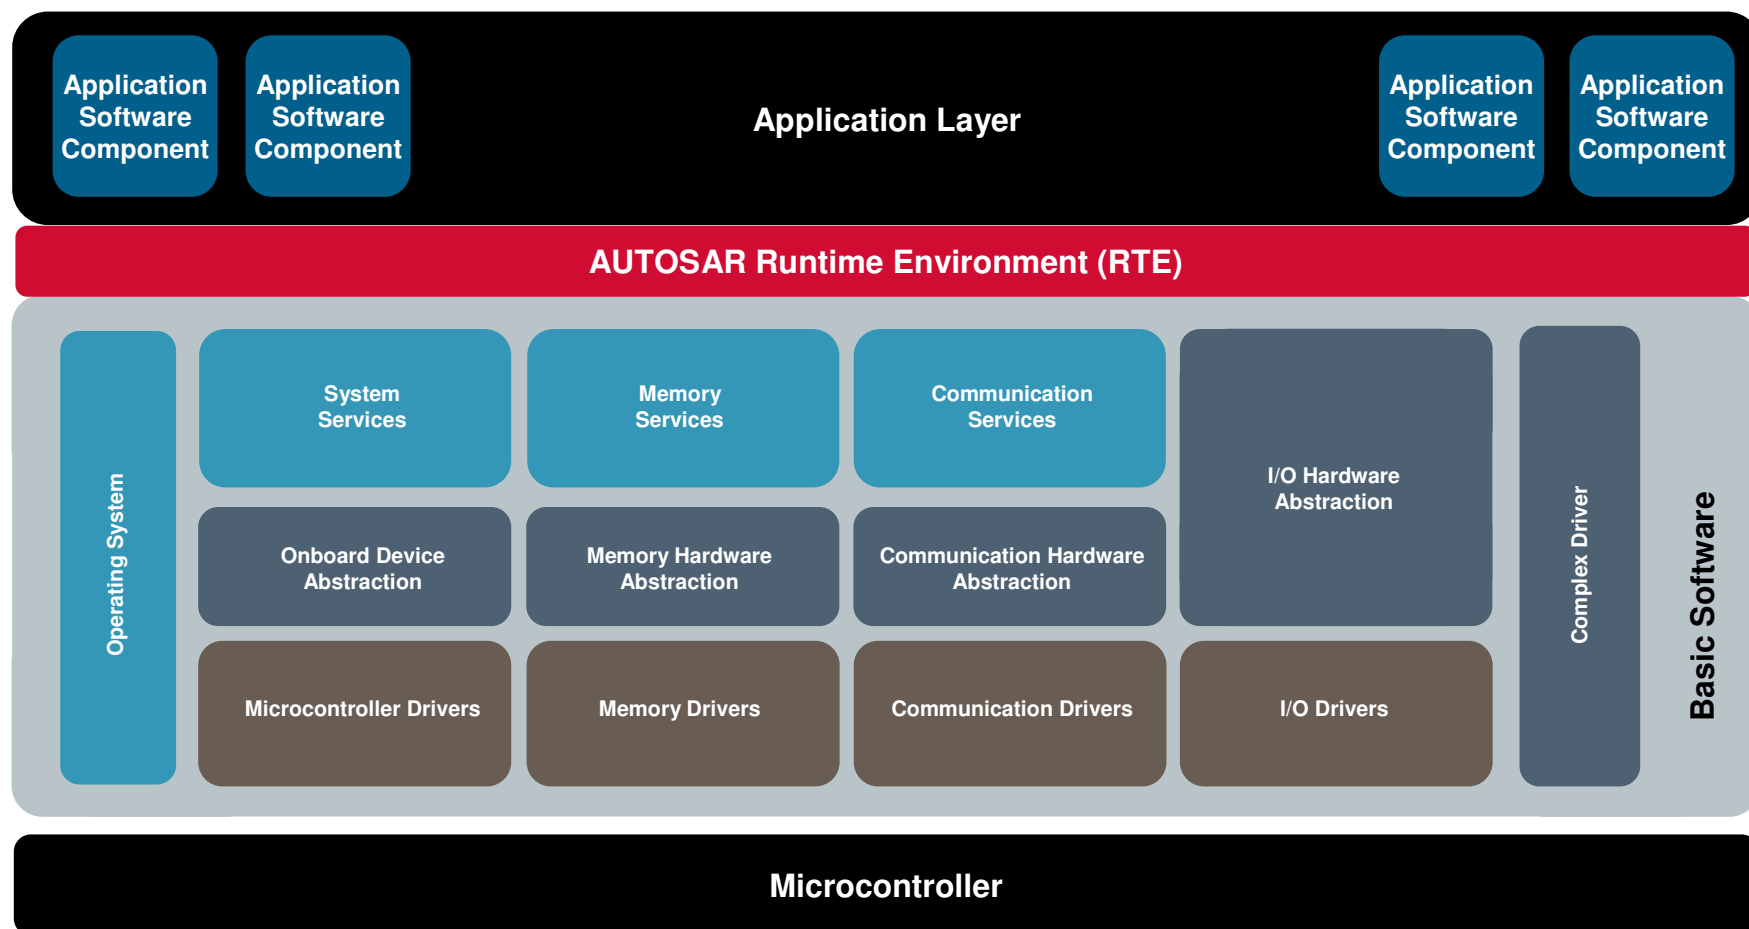 Application
Software
Component
Application
Software
Component
Application Layer
Application
Software
Component
Application
Software
Component
AUTOSAR Runtime Environment (RTE)
Operating System
System
Services
Memory
Services
Communication
Services
I/O Hardware
Abstraction
Onboard Device
Abstraction
Memory Hardware
Abstraction
Communication Hardware
Abstraction
Microcontroller Drivers
Memory Drivers
Communication Drivers
I/O Drivers
Complex Driver
Basic Software
Microcontroller